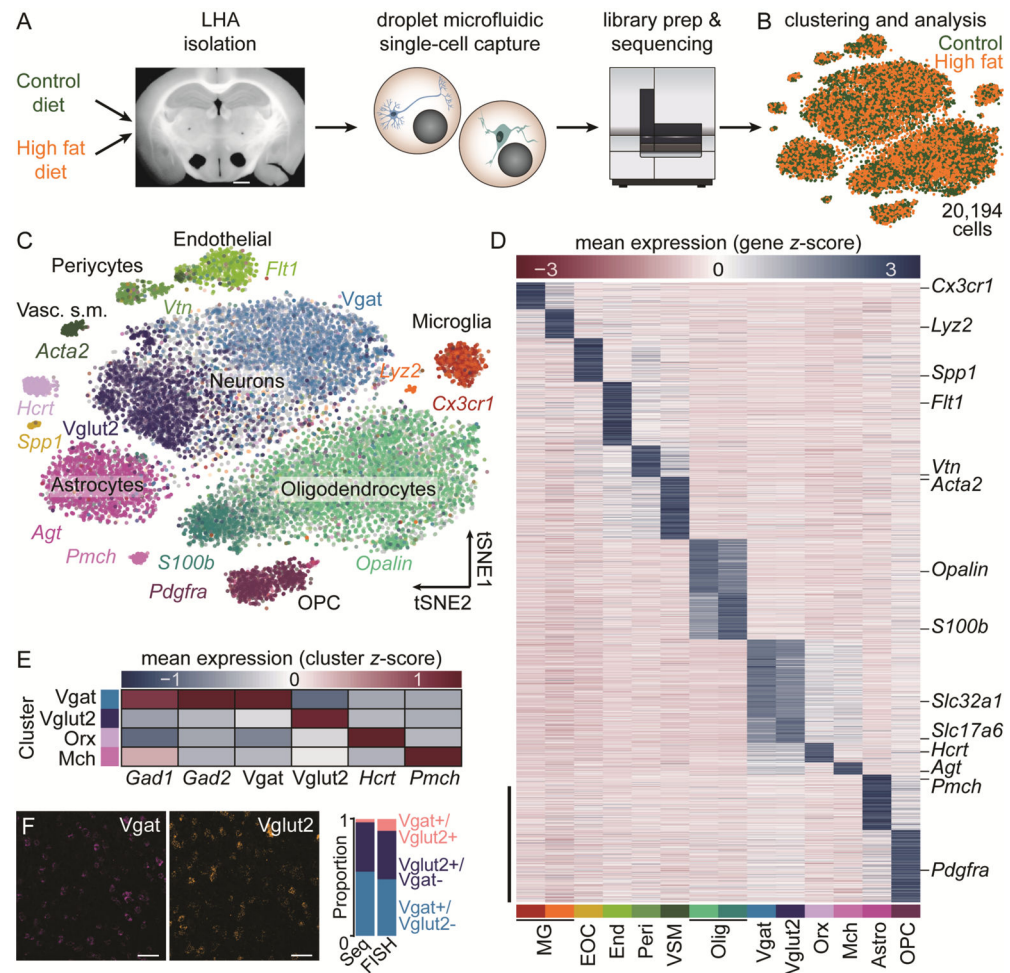 A
LHA
isolation
droplet microfluidic
single-cell capture
library prep &
sequencing
Control
diet
High fat
diet
B
clustering and analysis
Control
High fat
20,194
cells
C
Endothelial
Flt1
Periycytes
Vtn
Vasc. s.m.
Acta2
Vgat
Microglia
Lyz2
Cx3cr1
Hcrt
Neurons
Spp1
Vglut2
Astrocytes
Oligodendrocytes
Agt
Pmch
S100b
Opalin
Pdgfra
OPC
tSNE1
tSNE2
D
mean expression (gene z-score)
−3 0 3
Cx3cr1
Lyz2
Spp1
Flt1
Vtn
Acta2
Opalin
S100b
Slc32a1
Slc17a6
Hcrt
Agt
Pmch
Pdgfra
MG EOC End Peri VSM Olig Vgat Vglut2 Orx Mch Astro OPC
E
mean expression (cluster z-score)
−1 0 1
Cluster
Vgat
Vglut2
Orx
Mch
Gad1 Gad2 Vgat Vglut2 Hcrt Pmch
F
Vgat
Vglut2
Proportion
1
0
Vgat+/
Vglut2+
Vglut2+/
Vgat-
Vgat+/
Vglut2-
Seq
FISH